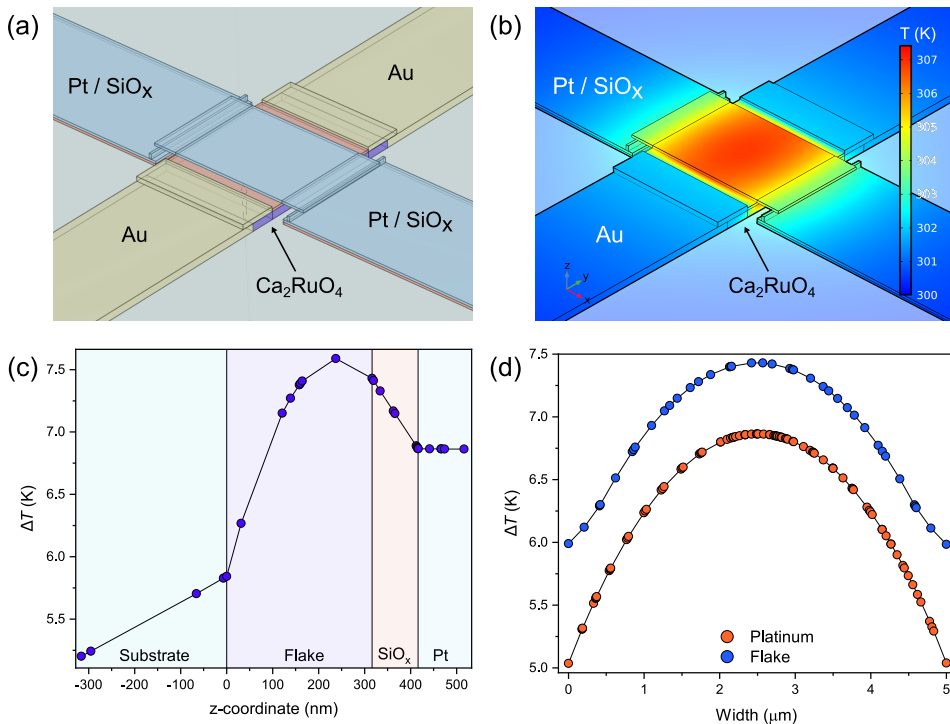 (a)
Pt / SiOx
Au
Au
Pt / SiOx
Ca2RuO4
(b)
T (K)
Pt / SiOx
307
306
305
304
303
302
301
300
Au
z
y
x
Ca2RuO4
(c)
7.5
7.0
6.75
6.5
6.0
5.5
ΔT (K)
Substrate
Flake
SiOx
Pt
-300 -200 -100 0 100 200 300 400 500
z-coordinate (nm)
(d)
7.5
7.0
6.5
6.0
5.5
5.0
ΔT (K)
Platinum
Flake
0 1 2 3 4 5
Width (μm)